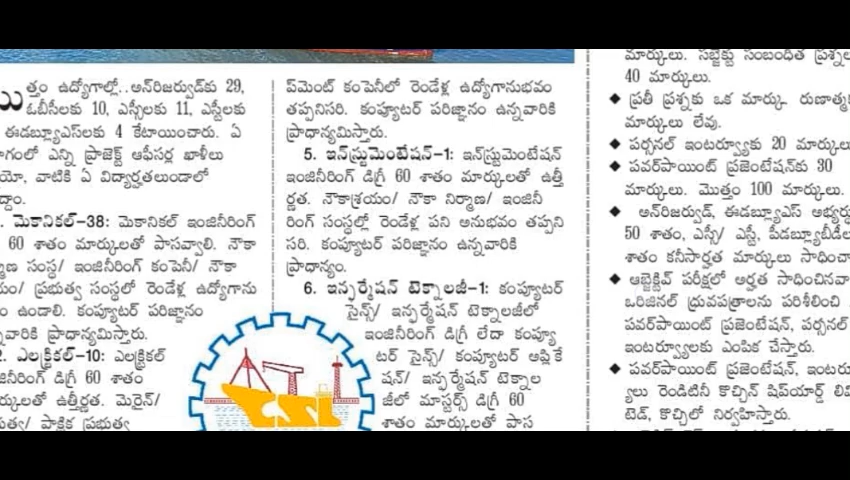 త్తం ఉద్యోగాల్లో..అన్‌రిజర్వుడ్‌కు 29,
ఓబీసీలకు 10, ఎస్సీలకు 11, ఎస్టీలకు
ఈడబ్ల్యూఎస్‌లకు 4 కేటాయించారు. ఏ
గంలో ఎన్ని ప్రాజెక్ట్ ఆఫీసర్ల ఖాళీలు
యో, వాటికి ఏ విద్యార్హతలుండాలో
ద్దాం.
. మెకానికల్-38: మెకానికల్ ఇంజినీరింగ్
60 శాతం మార్కులతో పాసవ్వాలి. నౌకా
్మణ సంస్థ/ ఇంజినీరింగ్ కంపెనీ/ నౌకా
యం/ ప్రభుత్వ సంస్థలో రెండేళ్ల ఉద్యోగాను
ం ఉండాలి. కంప్యూటర్ పరిజ్ఞానం
్నవారికి ప్రాధాన్యమిస్తారు.
2. ఎలక్ట్రికల్-10: ఎలక్ట్రికల్
జినీరింగ్ డిగ్రీ 60 శాతం
ర్కులతో ఉత్తీర్ణత. మెరైన్/
పాక్షిక ప్రభుత్వ
ప్‌మెంట్ కంపెనీలో రెండేళ్ల ఉద్యోగానుభవం
తప్పనిసరి. కంప్యూటర్ పరిజ్ఞానం ఉన్నవారికి
ప్రాధాన్యమిస్తారు.
5. ఇన్‌స్ట్రుమెంటేషన్-1: ఇన్‌స్ట్రుమెంటేషన్
ఇంజినీరింగ్ డిగ్రీ 60 శాతం మార్కులతో ఉత్తీ
ర్ణత. నౌకాశ్రయం/ నౌకా నిర్మాణ/ ఇంజినీ
రింగ్ సంస్థల్లో రెండేళ్ల పని అనుభవం తప్పని
సరి. కంప్యూటర్ పరిజ్ఞానం ఉన్నవారికి
ప్రాధాన్యం.
6. ఇన్ఫర్మేషన్ టెక్నాలజీ-1: కంప్యూటర్
సైన్స్/ ఇన్ఫర్మేషన్ టెక్నాలజీలో
ఇంజినీరింగ్ డిగ్రీ లేదా కంప్యూ
టర్ సైన్స్/ కంప్యూటర్ అప్లికే
షన్/ ఇన్ఫర్మేషన్ టెక్నాల
జీలో మాస్టర్స్ డిగ్రీ 60
శాతం మార్కులతో పాస
CSL
మార్కులు. సబ్జెక్టు సంబంధిత ప్రశ్నల
40 మార్కులు.
◆ ప్రతీ ప్రశ్నకు ఒక మార్కు. రుణాత్మక
మార్కులు లేవు.
◆ పర్సనల్ ఇంటర్వ్యూకు 20 మార్కులు
◆ పవర్‌పాయింట్ ప్రజెంటేషన్‌కు 30
మార్కులు. మొత్తం 100 మార్కులు.
◆ అన్‌రిజర్వుడ్, ఈడబ్ల్యూఎస్ అభ్యర్థు
50 శాతం, ఎస్సీ/ ఎస్టీ, పీడబ్ల్యూబీడీల
శాతం కనీసార్హత మార్కులు సాధించా
◆ ఆబ్జెక్టివ్ పరీక్షలో అర్హత సాధించినవా
ఒరిజినల్ ధ్రువపత్రాలను పరిశీలించి
పవర్‌పాయింట్ ప్రజెంటేషన్, పర్సనల్
ఇంటర్వ్యూలకు ఎంపిక చేస్తారు.
◆ పవర్‌పాయింట్ ప్రజెంటేషన్, ఇంటర్వ్యూ
్యలు రెండిటినీ కొచ్చిన్ షిప్‌యార్డ్ లిమి
టెడ్, కొచ్చిలో నిర్వహిస్తారు.